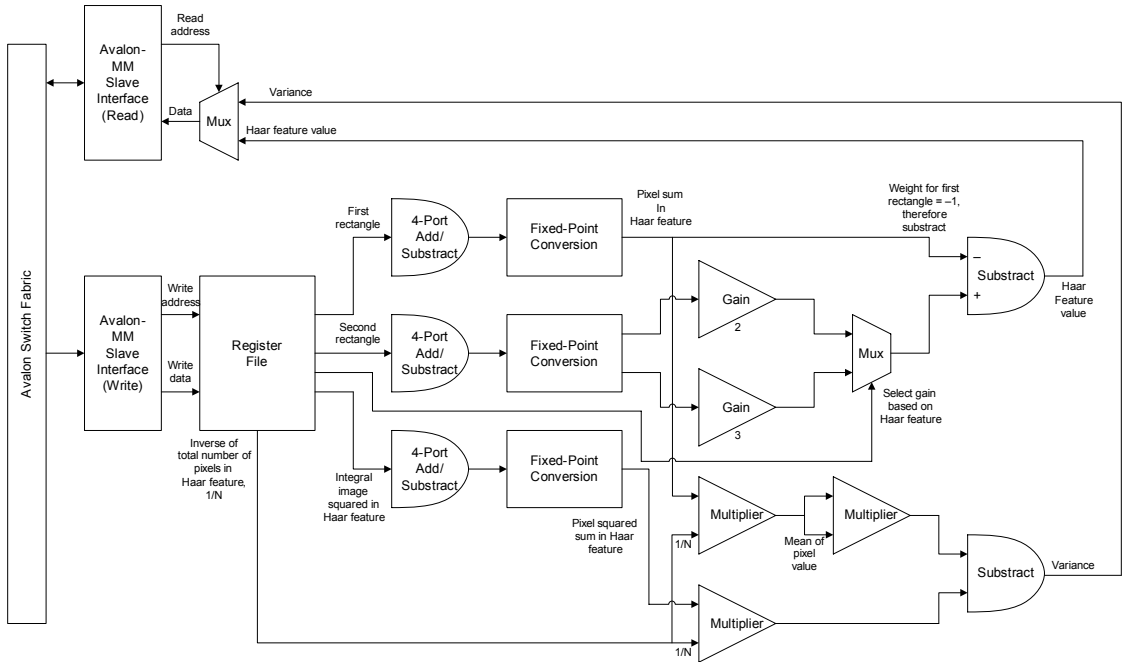 Read
address
Avalon-
MM
Slave
Interface
(Read)
Data
Mux
Variance
Haar feature value
Avalon Switch Fabric
First
rectangle
4-Port
Add/
Substract
Fixed-Point
Conversion
Pixel sum
In
Haar feature
Weight for first
rectangle = –1,
therefore
substract
–
Substract
+
Haar
Feature
value
Write
address
Avalon-
MM
Slave
Interface
(Write)
Write
data
Register
File
Second
rectangle
4-Port
Add/
Substract
Fixed-Point
Conversion
Gain
2
Gain
3
Mux
Select gain
based on
Haar feature
Inverse of
total number of
pixels in
Haar feature,
1/N
Integral
image
squared in
Haar feature
4-Port
Add/
Substract
Fixed-Point
Conversion
Pixel squared
sum in Haar
feature
1/N
Multiplier
Mean of
pixel
value
Multiplier
Substract
Variance
1/N
Multiplier